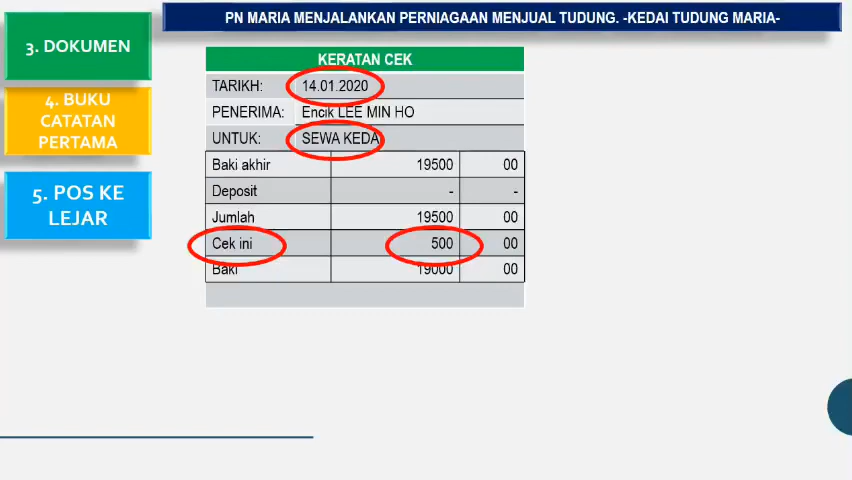 PN MARIA MENJALANKAN PERNIAGAAN MENJUAL TUDUNG. -KEDAI TUDUNG MARIA-
3. DOKUMEN
4. BUKU
CATATAN
PERTAMA
5. POS KE
LEJAR
KERATAN CEK
TARIKH: 14.01.2020
PENERIMA: Encik LEE MIN HO
UNTUK: SEWA KEDA
Baki akhir 19500 00
Deposit - -
Jumlah 19500 00
Cek ini 500 00
Baki 19000 00